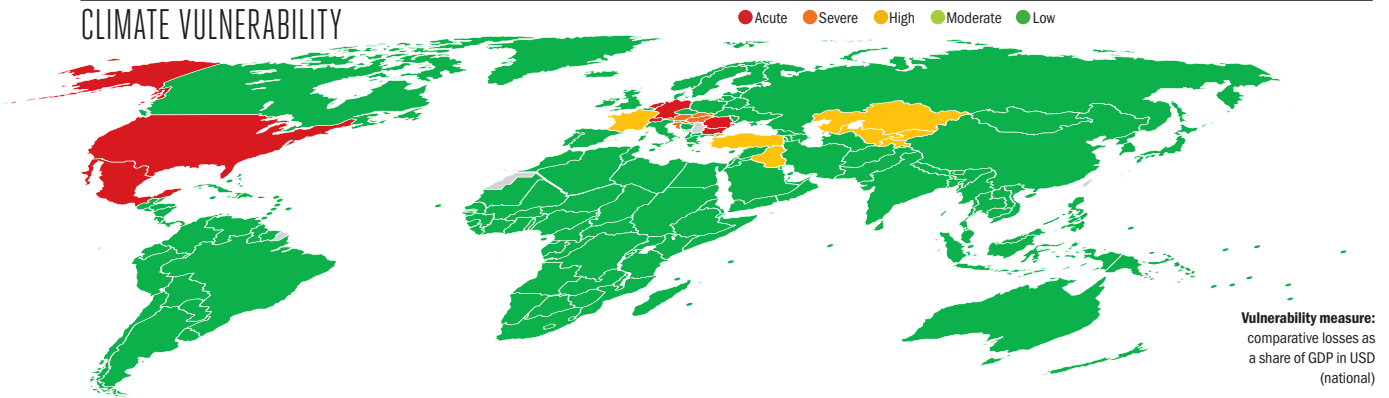 CLIMATE VULNERABILITY
Acute Severe High Moderate Low
Vulnerability measure:
comparative losses as
a share of GDP in USD
(national)